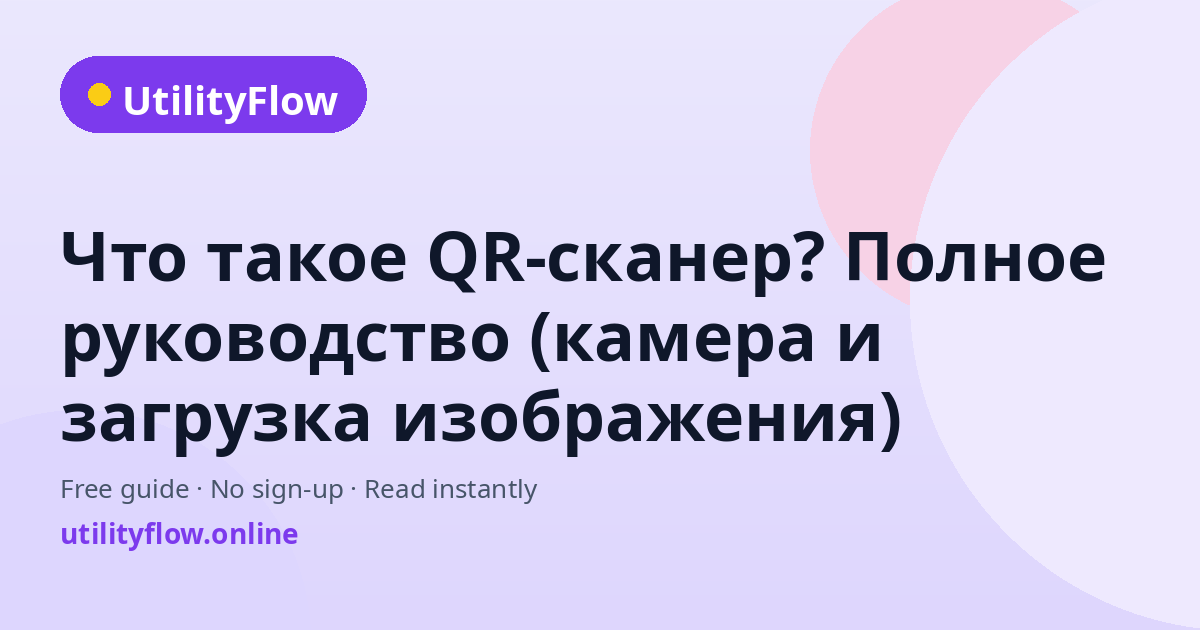 UtilityFlow
Что такое QR-сканер? Полное
руководство (камера и
загрузка изображения)
Free guide · No sign-up · Read instantly
utilityflow.online